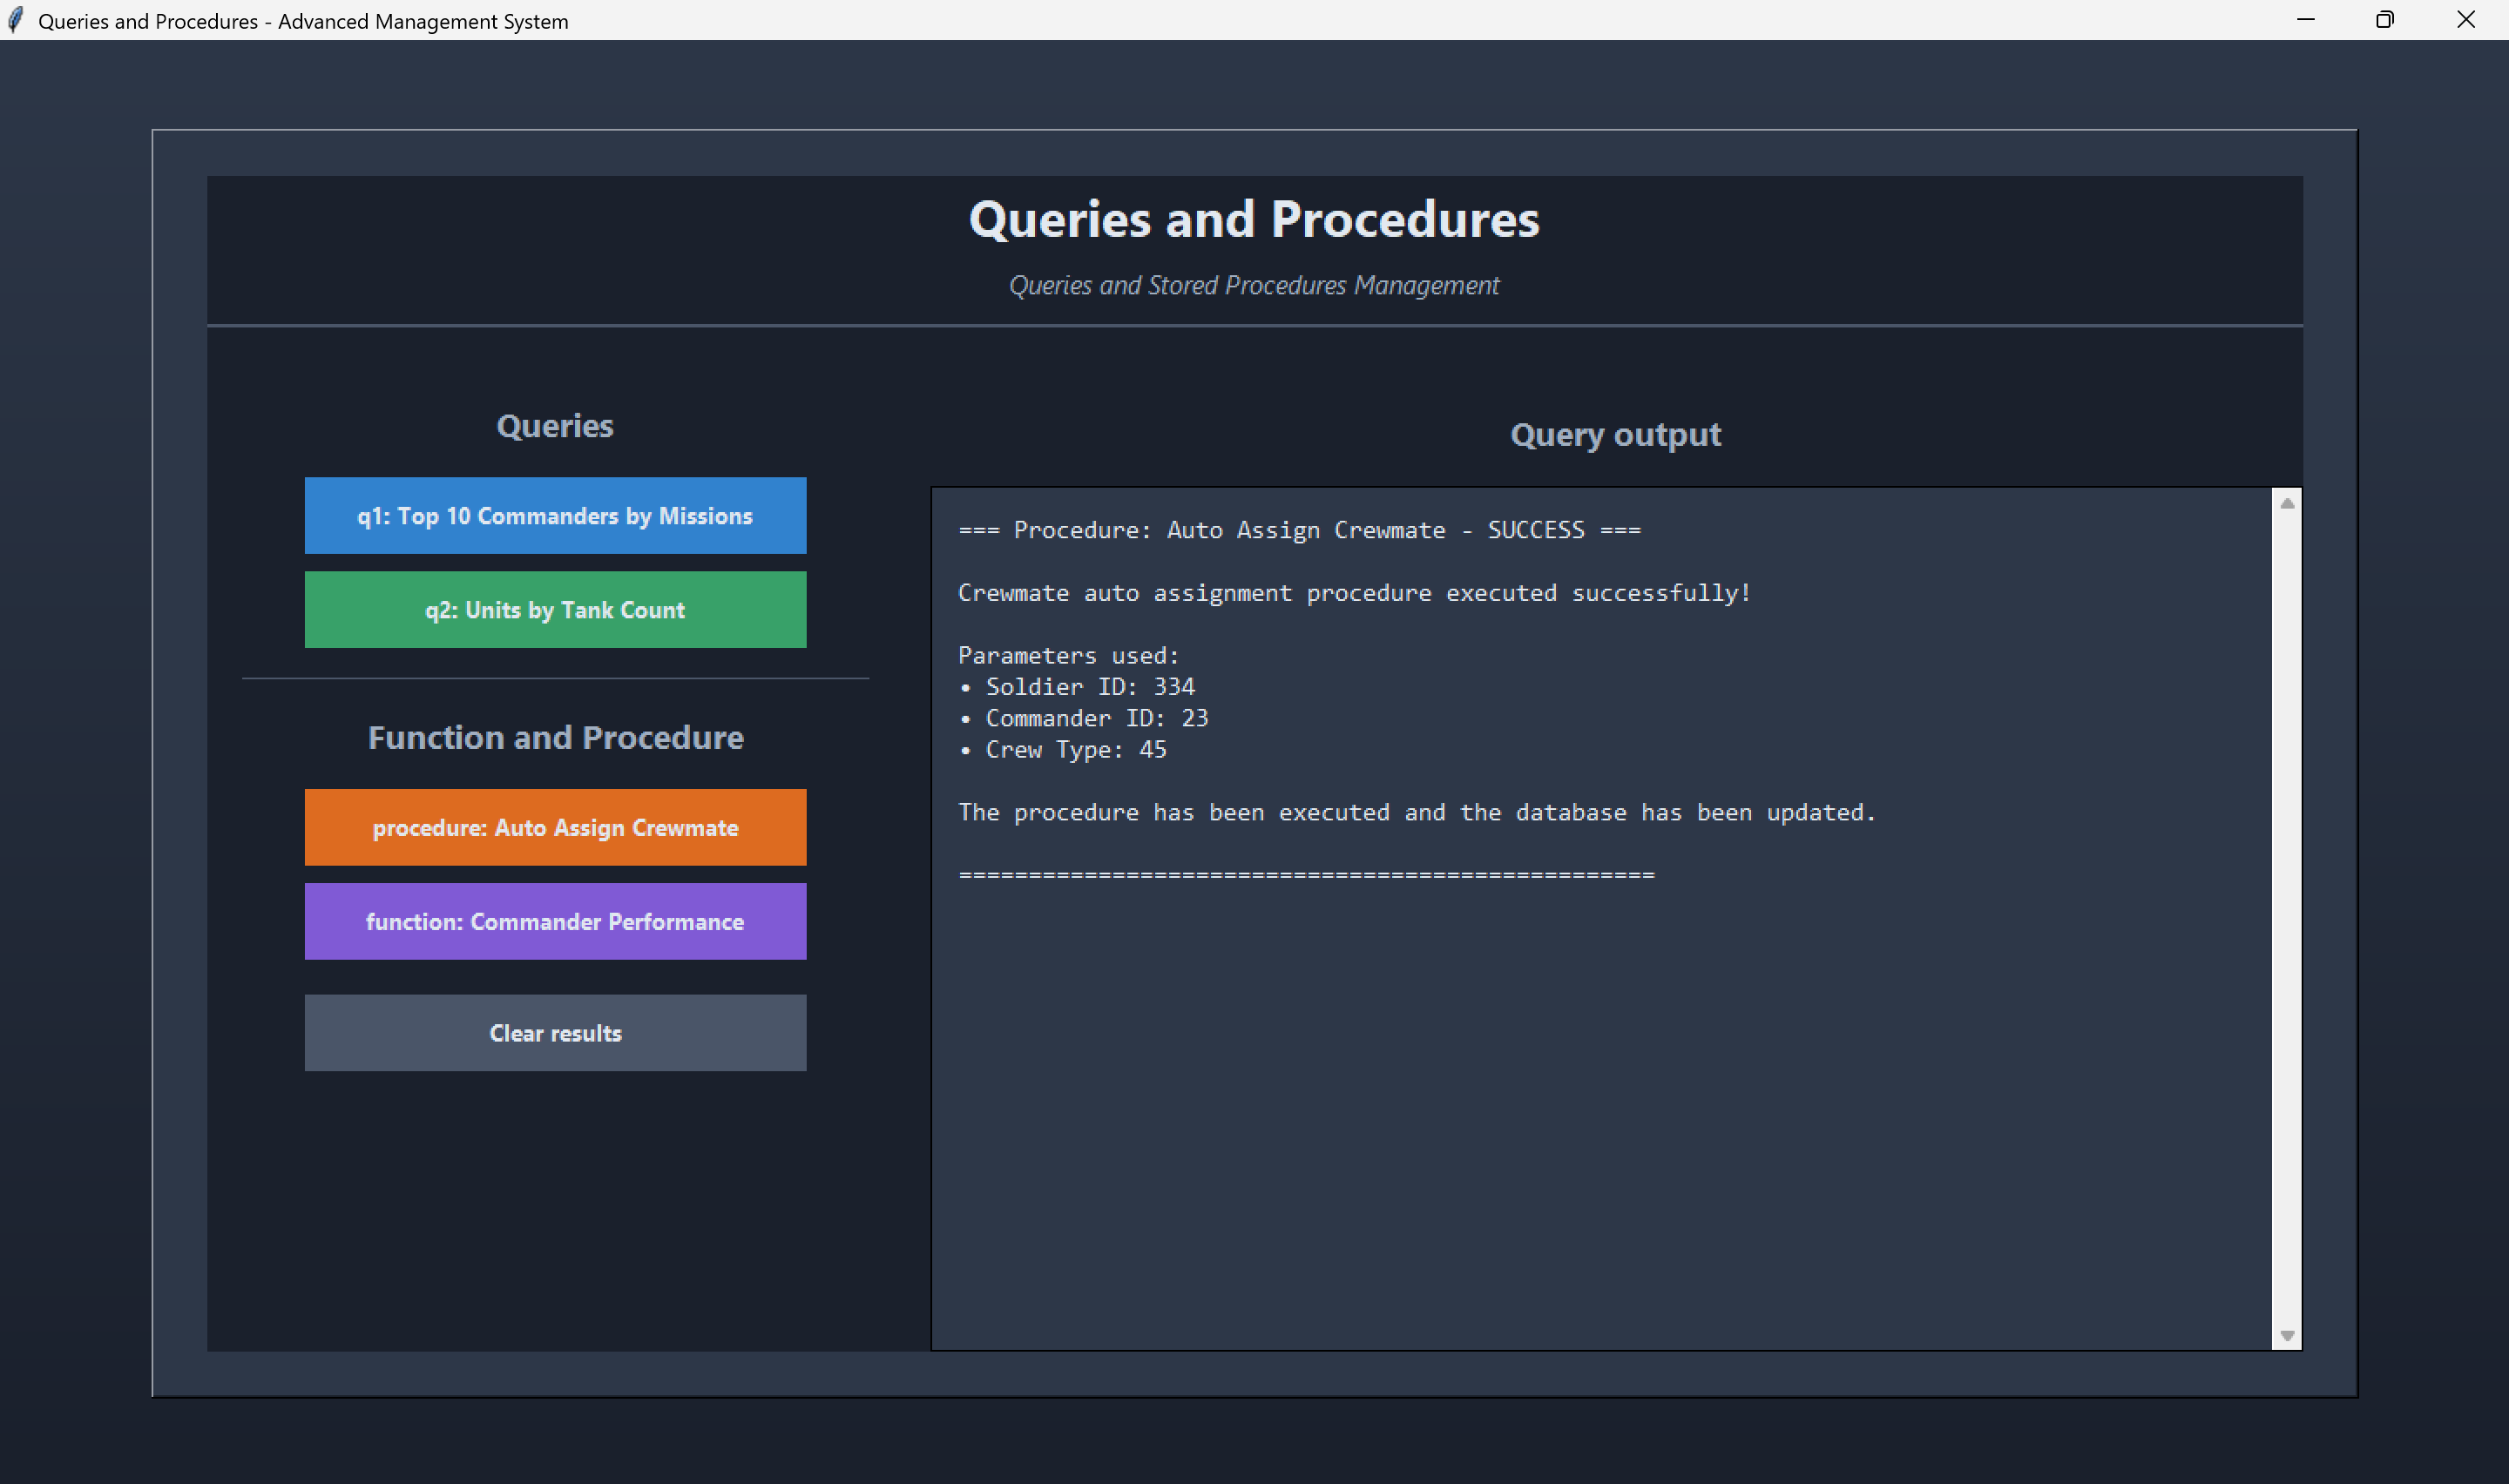 Queries and Procedures - Advanced Management System
Queries and Procedures
Queries and Stored Procedures Management
Queries
q1: Top 10 Commanders by Missions
q2: Units by Tank Count
Function and Procedure
procedure: Auto Assign Crewmate
function: Commander Performance
Clear results
Query output
=== Procedure: Auto Assign Crewmate - SUCCESS ===
Crewmate auto assignment procedure executed successfully!
Parameters used:
• Soldier ID: 334
• Commander ID: 23
• Crew Type: 45
The procedure has been executed and the database has been updated.
==================================================